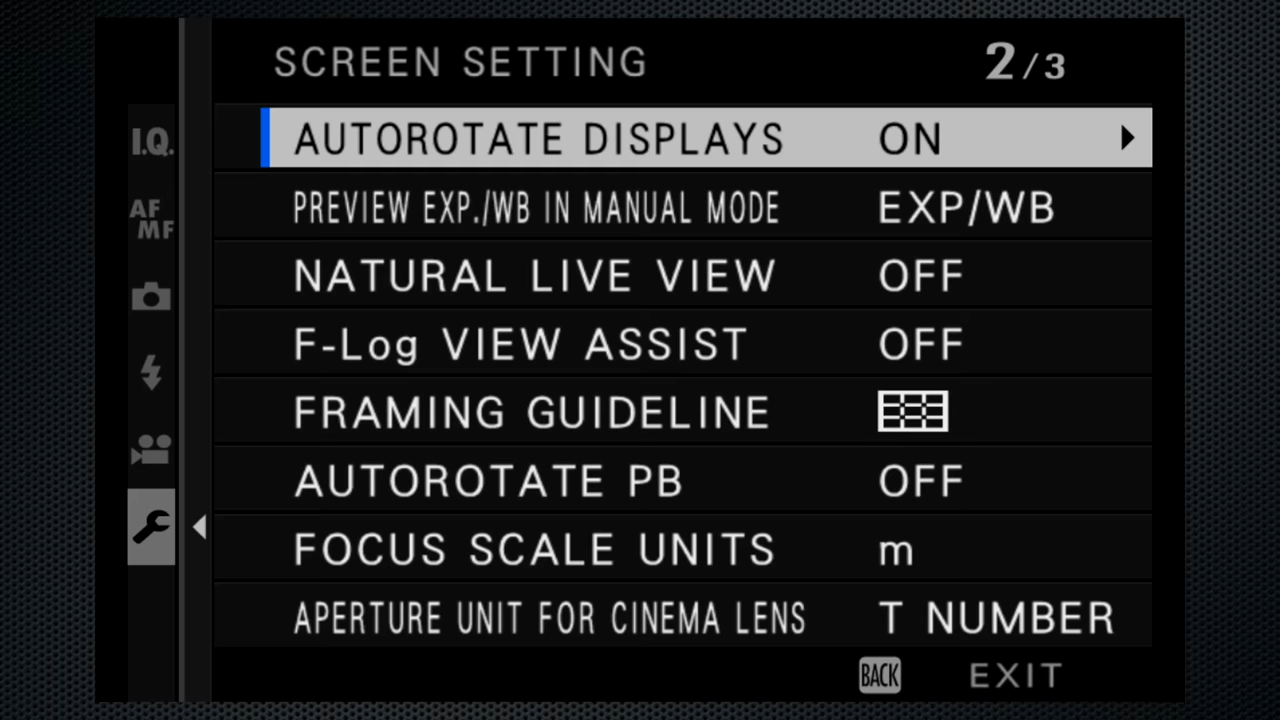 SCREEN SETTING 2/3
I.Q.
AF
MF
AUTOROTATE DISPLAYS ON
PREVIEW EXP./WB IN MANUAL MODE EXP/WB
NATURAL LIVE VIEW OFF
F-Log VIEW ASSIST OFF
FRAMING GUIDELINE
AUTOROTATE PB OFF
FOCUS SCALE UNITS m
APERTURE UNIT FOR CINEMA LENS T NUMBER
BACK EXIT